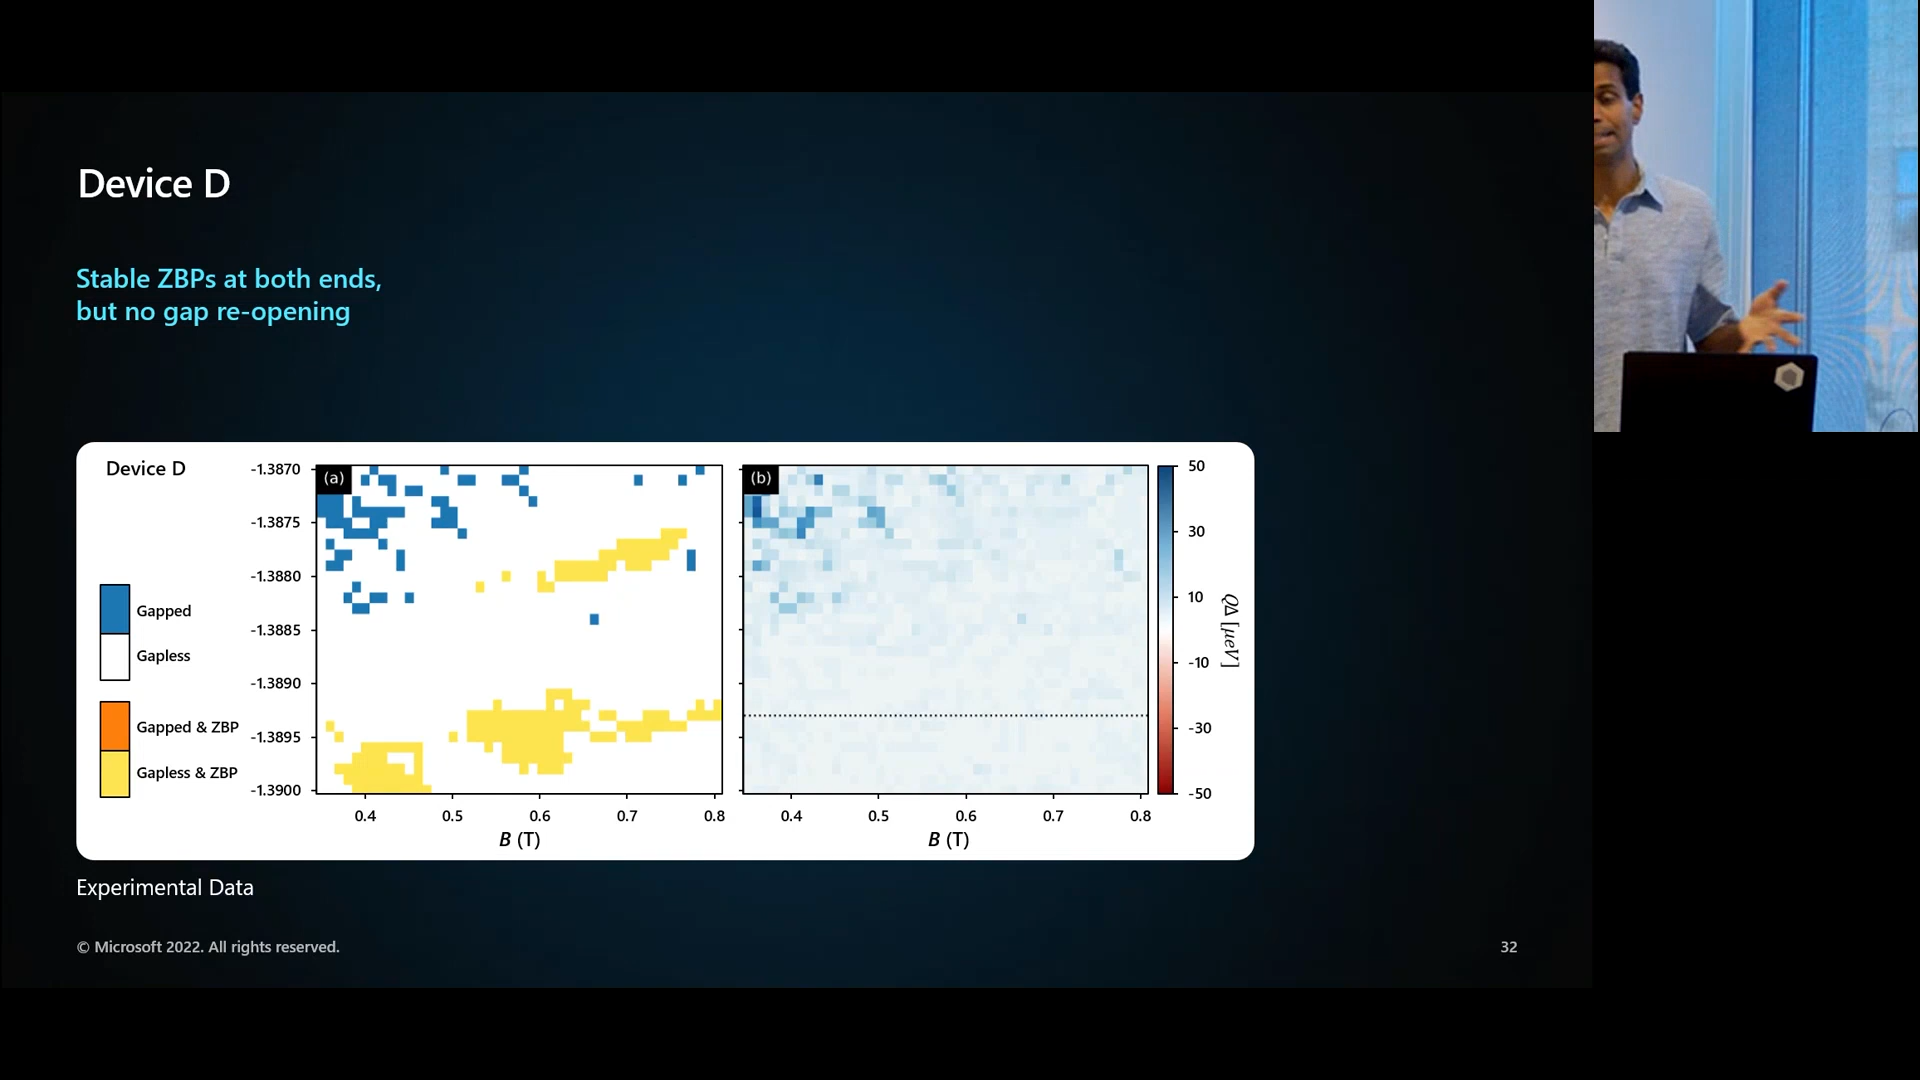 Device D
Stable ZBPs at both ends,
but no gap re-opening
Device D
Gapped
Gapless
Gapped & ZBP
Gapless & ZBP
-1.3870
-1.3875
-1.3880
-1.3885
-1.3890
-1.3895
-1.3900
(a)
0.4 0.5 0.6 0.7 0.8
B (T)
(b)
0.4 0.5 0.6 0.7 0.8
B (T)
50
30
10
-10
-30
-50
QΔ [μeV]
Experimental Data
© Microsoft 2022. All rights reserved.
32